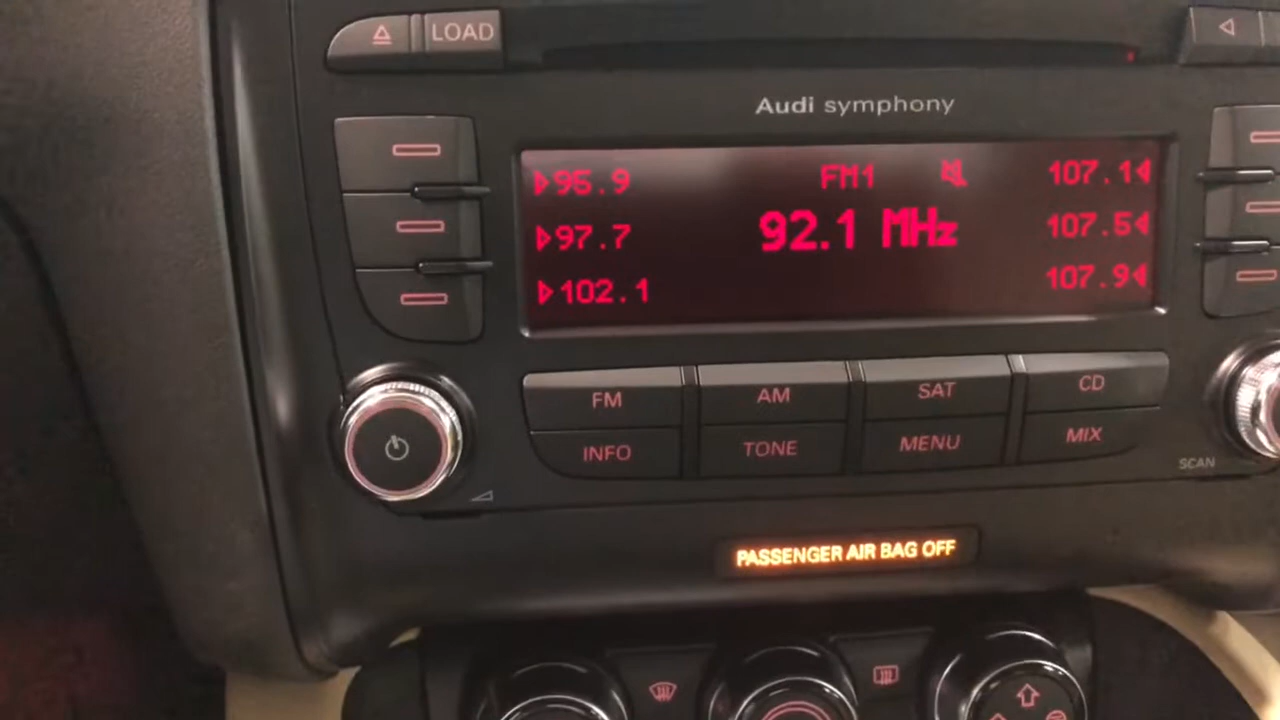 LOAD
Audi symphony
95.9 FM1 107.1
97.7 92.1 MHz 107.5
102.1 107.9
FM AM SAT CD
INFO TONE MENU MIX
SCAN
PASSENGER AIR BAG OFF